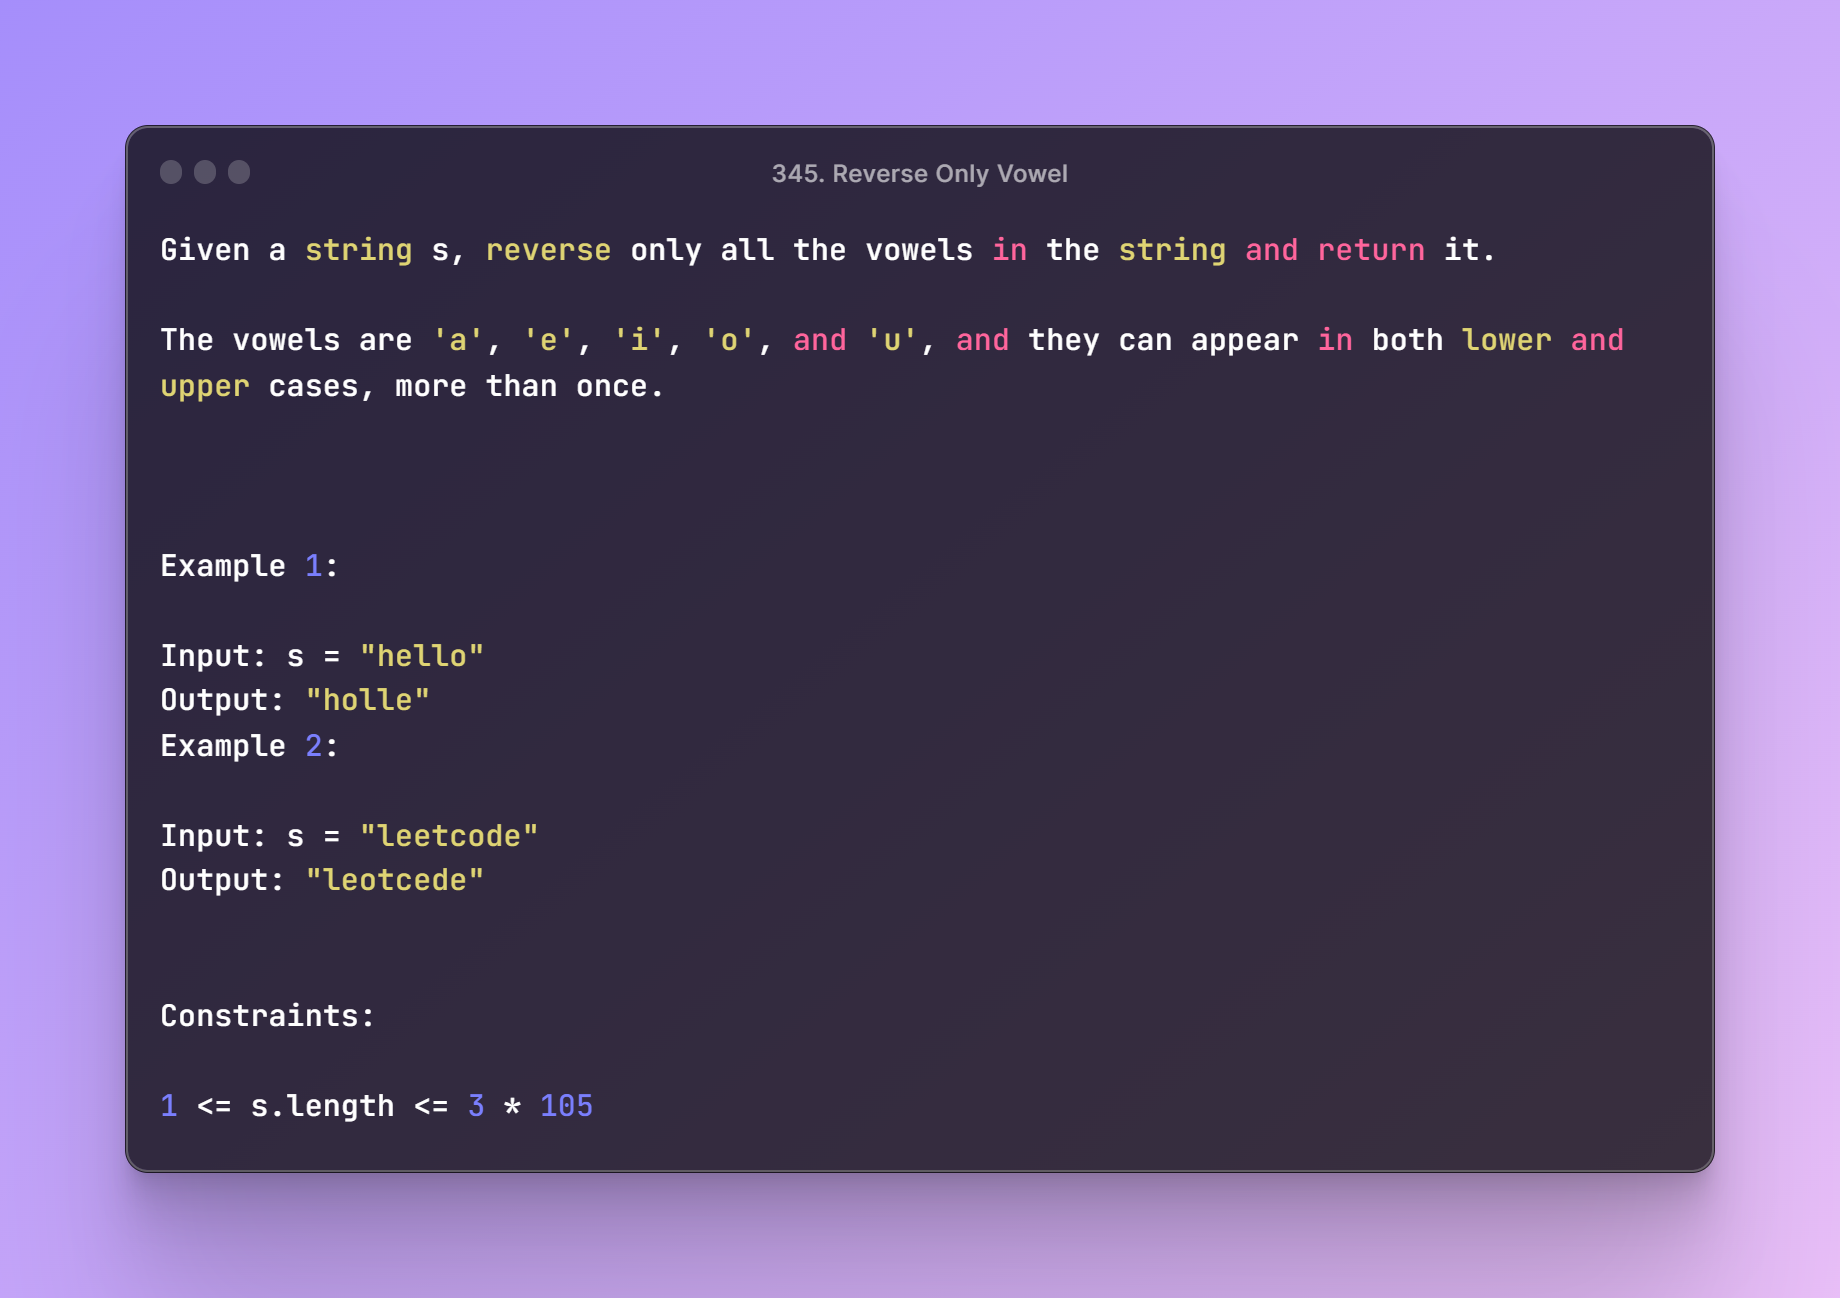 345. Reverse Only Vowel
Given a string s, reverse only all the vowels in the string and return it.
The vowels are 'a', 'e', 'i', 'o', and 'u', and they can appear in both lower and
upper cases, more than once.
Example 1:
Input: s = "hello"
Output: "holle"
Example 2:
Input: s = "leetcode"
Output: "leotcede"
Constraints:
1 <= s.length <= 3 * 105